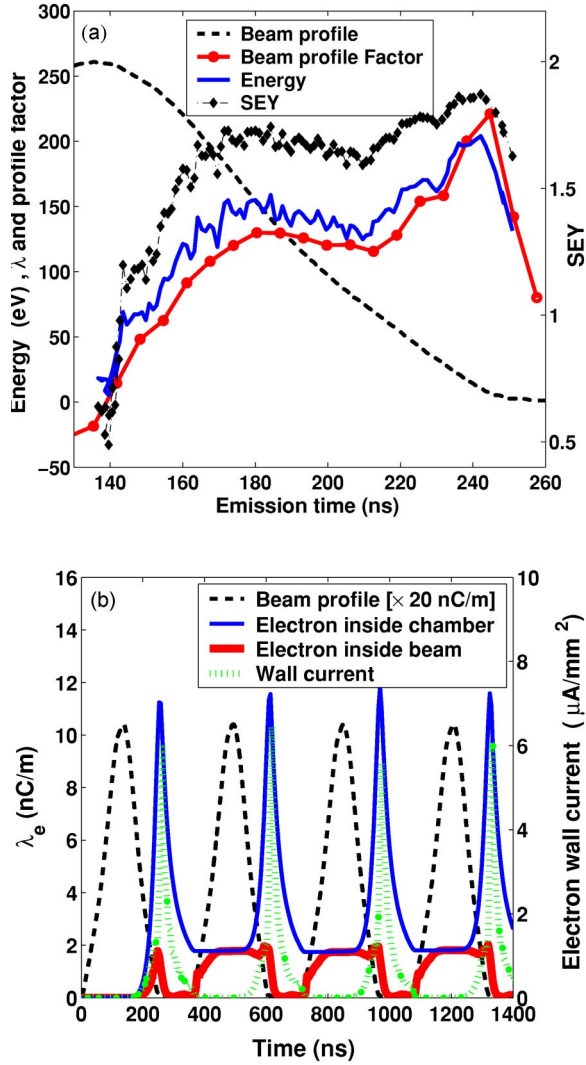 (a)
Beam profile
Beam profile Factor
Energy
SEY
300
250
200
150
100
50
0
−50
Energy (eV) , λ and profile factor
2
1.5
1
0.5
SEY
140 160 180 200 220 240 260
Emission time (ns)
(b)
Beam profile [× 20 nC/m]
Electron inside chamber
Electron inside beam
Wall current
16
14
12
10
8
6
4
2
0
λe (nC/m)
10
8
6
4
2
0
Electron wall current ( μA/mm²)
0 200 400 600 800 1000 1200 1400
Time (ns)